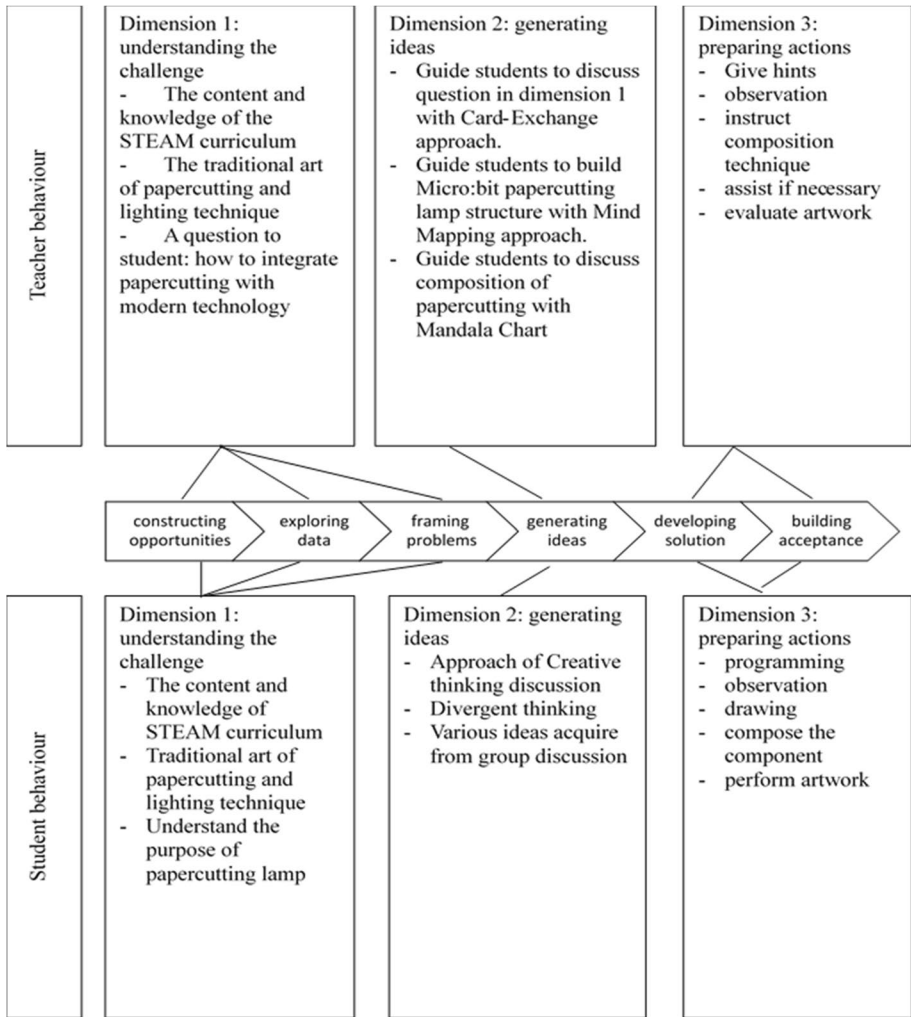 Teacher behaviour
Dimension 1:
understanding the
challenge
- The content and
knowledge of the
STEAM curriculum
- The traditional art
of papercutting and
lighting technique
- A question to
student: how to integrate
papercutting with
modern technology
Dimension 2: generating
ideas
- Guide students to discuss
question in dimension 1
with Card-Exchange
approach.
- Guide students to build
Micro:bit papercutting
lamp structure with Mind
Mapping approach.
- Guide students to discuss
composition of
papercutting with
Mandala Chart
Dimension 3:
preparing actions
- Give hints
- observation
- instruct
composition
technique
- assist if necessary
- evaluate artwork
constructing
opportunities
exploring
data
framing
problems
generating
ideas
developing
solution
building
acceptance
Student behaviour
Dimension 1:
understanding the
challenge
- The content and
knowledge of
STEAM curriculum
- Traditional art of
papercutting and
lighting technique
- Understand the
purpose of
papercutting lamp
Dimension 2: generating
ideas
- Approach of Creative
thinking discussion
- Divergent thinking
- Various ideas acquire
from group discussion
Dimension 3:
preparing actions
- programming
- observation
- drawing
- compose the
component
- perform artwork